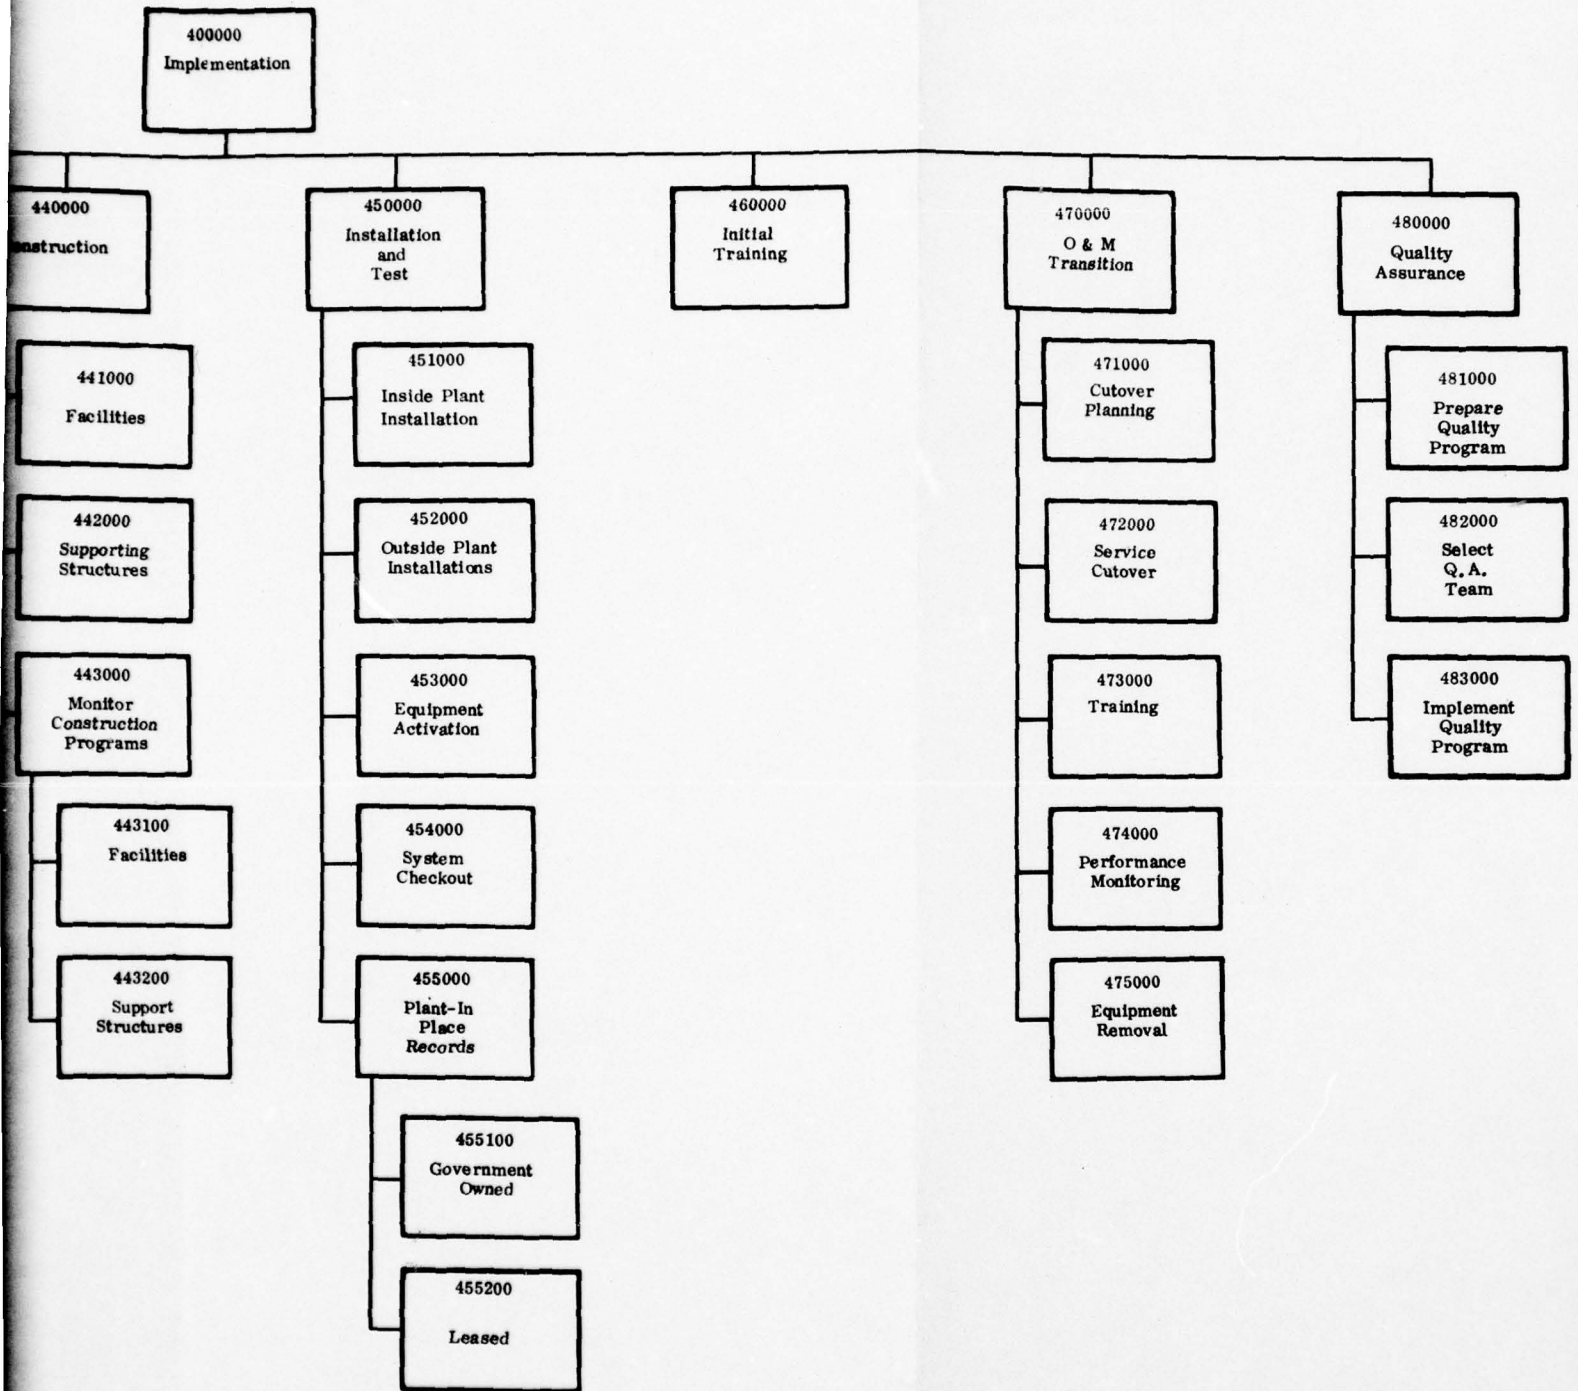 400000
Implementation
440000
nstruction
441000
Facilities
442000
Supporting
Structures
443000
Monitor
Construction
Programs
443100
Facilities
443200
Support
Structures
450000
Installation
and
Test
451000
Inside Plant
Installation
452000
Outside Plant
Installations
453000
Equipment
Activation
454000
System
Checkout
455000
Plant-In
Place
Records
455100
Government
Owned
455200
Leased
460000
Initial
Training
470000
O & M
Transition
471000
Cutover
Planning
472000
Service
Cutover
473000
Training
474000
Performance
Monitoring
475000
Equipment
Removal
480000
Quality
Assurance
481000
Prepare
Quality
Program
482000
Select
Q.A.
Team
483000
Implement
Quality
Program